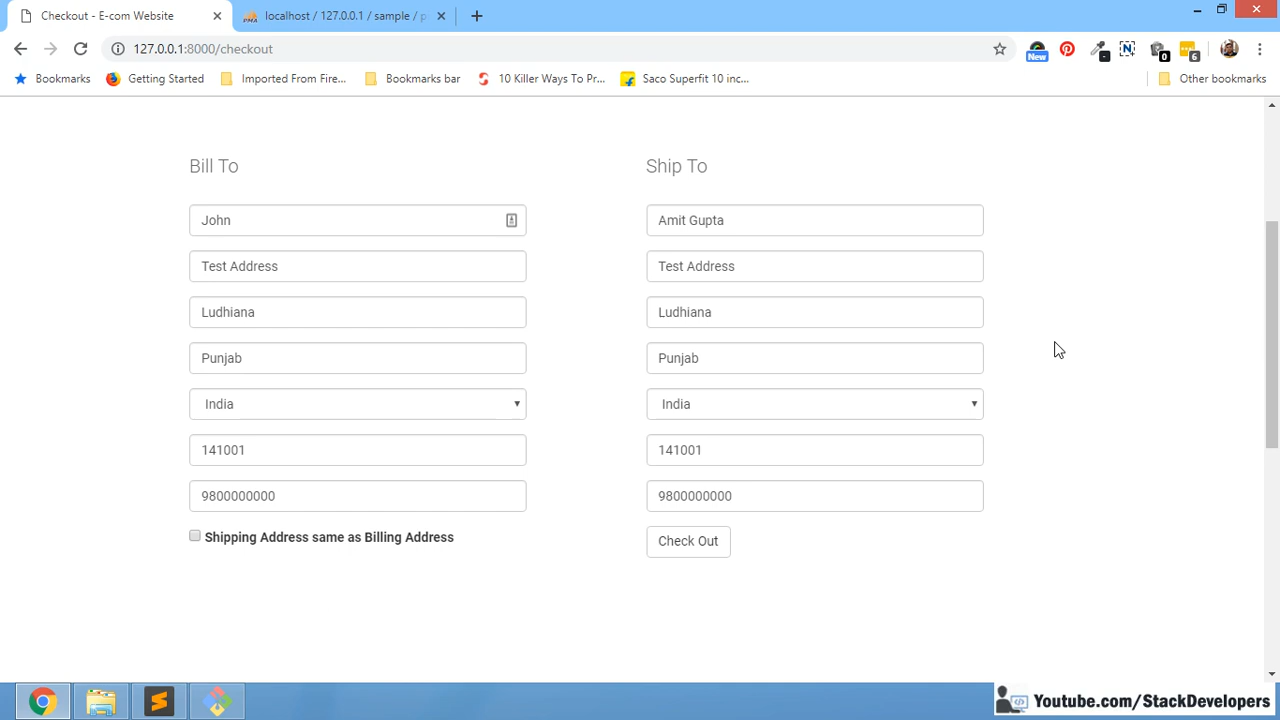 Checkout - E-com Website
localhost / 127.0.0.1 / sample / p
127.0.0.1:8000/checkout
New
0
6
Bookmarks
Getting Started
Imported From Fire...
Bookmarks bar
10 Killer Ways To Pr...
Saco Superfit 10 inc...
Other bookmarks
Bill To
Ship To
John
Amit Gupta
Test Address
Test Address
Ludhiana
Ludhiana
Punjab
Punjab
India
India
141001
141001
9800000000
9800000000
Shipping Address same as Billing Address
Check Out
Youtube.com/StackDevelopers